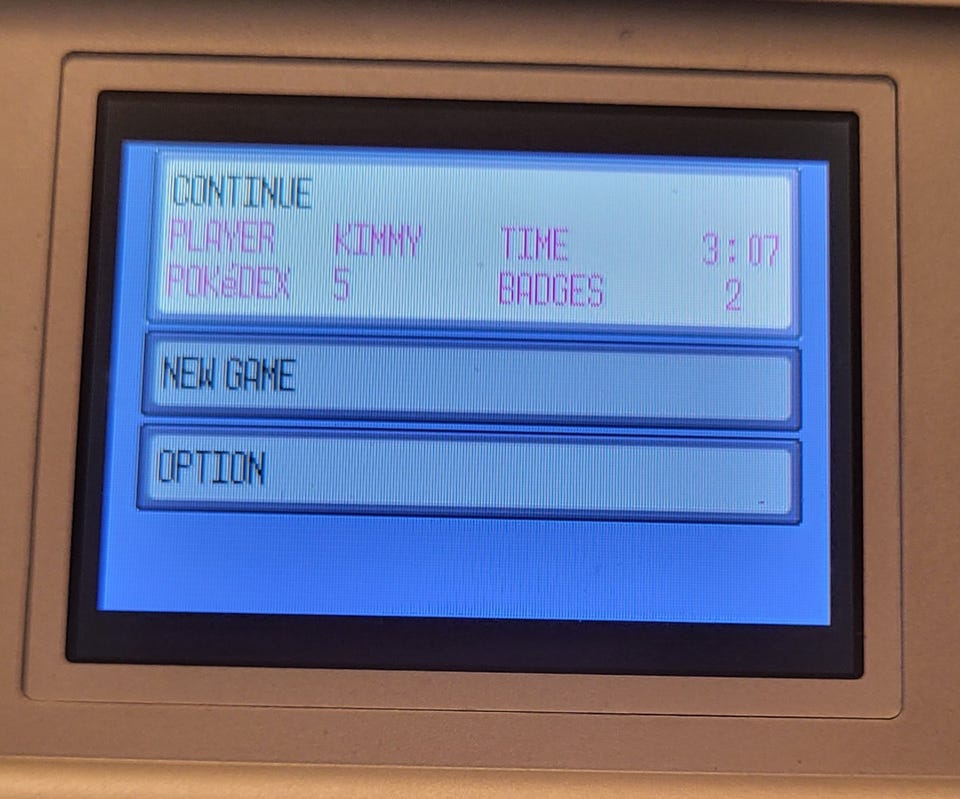 CONTINUE
PLAYER KIMMY TIME 3:07
POKéDEX 5 BADGES 2
NEW GAME
OPTION